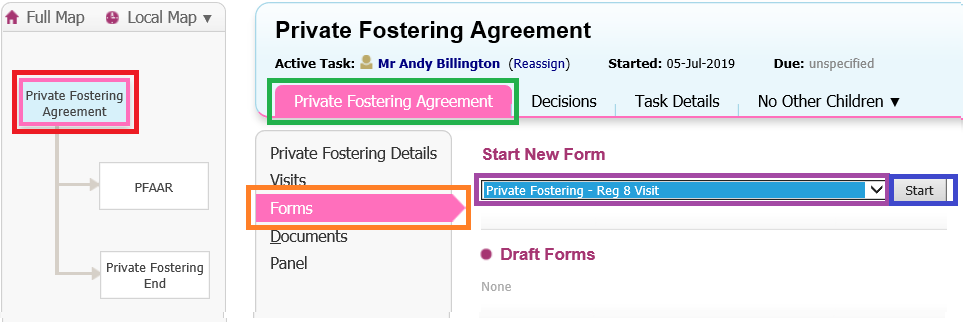 Full Map
Local Map ▼
Private Fostering
Agreement
PFAAR
Private Fostering
End
Private Fostering Agreement
Active Task: Mr Andy Billington (Reassign) Started: 05-Jul-2019 Due: unspecified
Private Fostering Agreement Decisions Task Details No Other Children ▼
Private Fostering Details
Visits
Forms
Documents
Panel
Start New Form
Private Fostering - Reg 8 Visit Start
Draft Forms
None